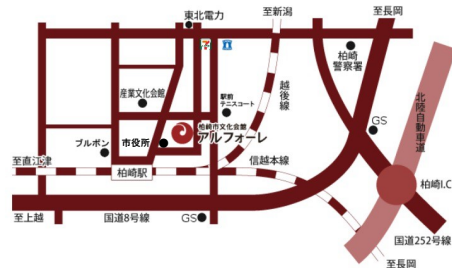 東北電力
至新潟
至長岡
柏崎
警察署
越後線
産業文化会館
駅前
テニスコート
北陸自動車道
GS
柏崎市文化会館
アルフォーレ
市役所
ブルボン
至直江津
柏崎駅
信越本線
柏崎I.C
至上越
国道8号線
GS
国道252号線
至長岡